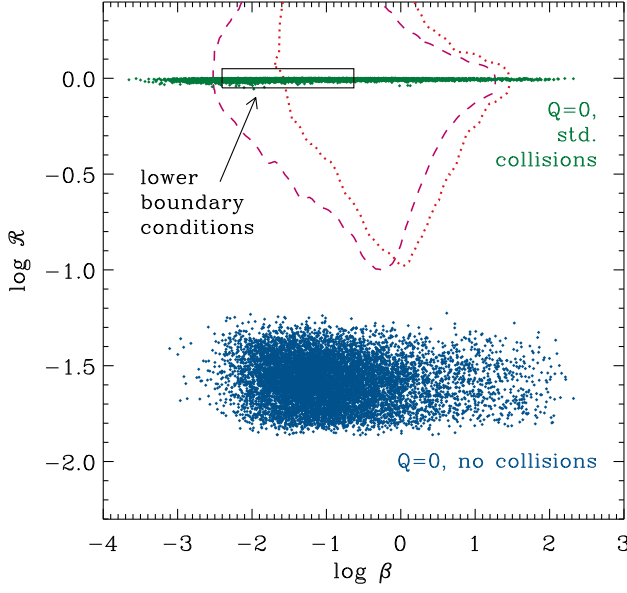 0.0
−0.5
−1.0
−1.5
−2.0
log ℛ
Q=0,
std.
collisions
lower
boundary
conditions
Q=0, no collisions
−4 −3 −2 −1 0 1 2 3
log β